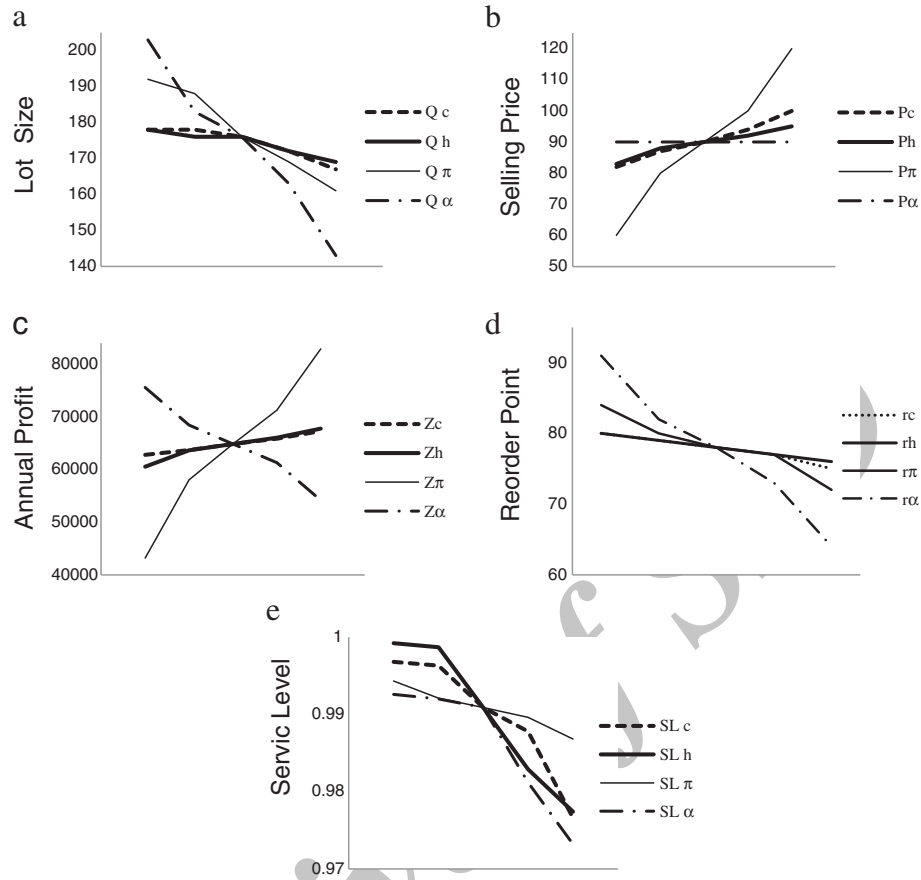 a
Lot Size
200
190
180
170
160
150
140
Q c
Q h
Q π
Q α
b
Selling Price
120
110
100
90
80
70
60
50
Pc
Ph
Pπ
Pα
c
Annual Profit
80000
70000
60000
50000
40000
Zc
Zh
Zπ
Zα
d
Reorder Point
90
80
70
60
rc
rh
rπ
rα
e
Servic Level
1
0.99
0.98
0.97
SL c
SL h
SL π
SL α